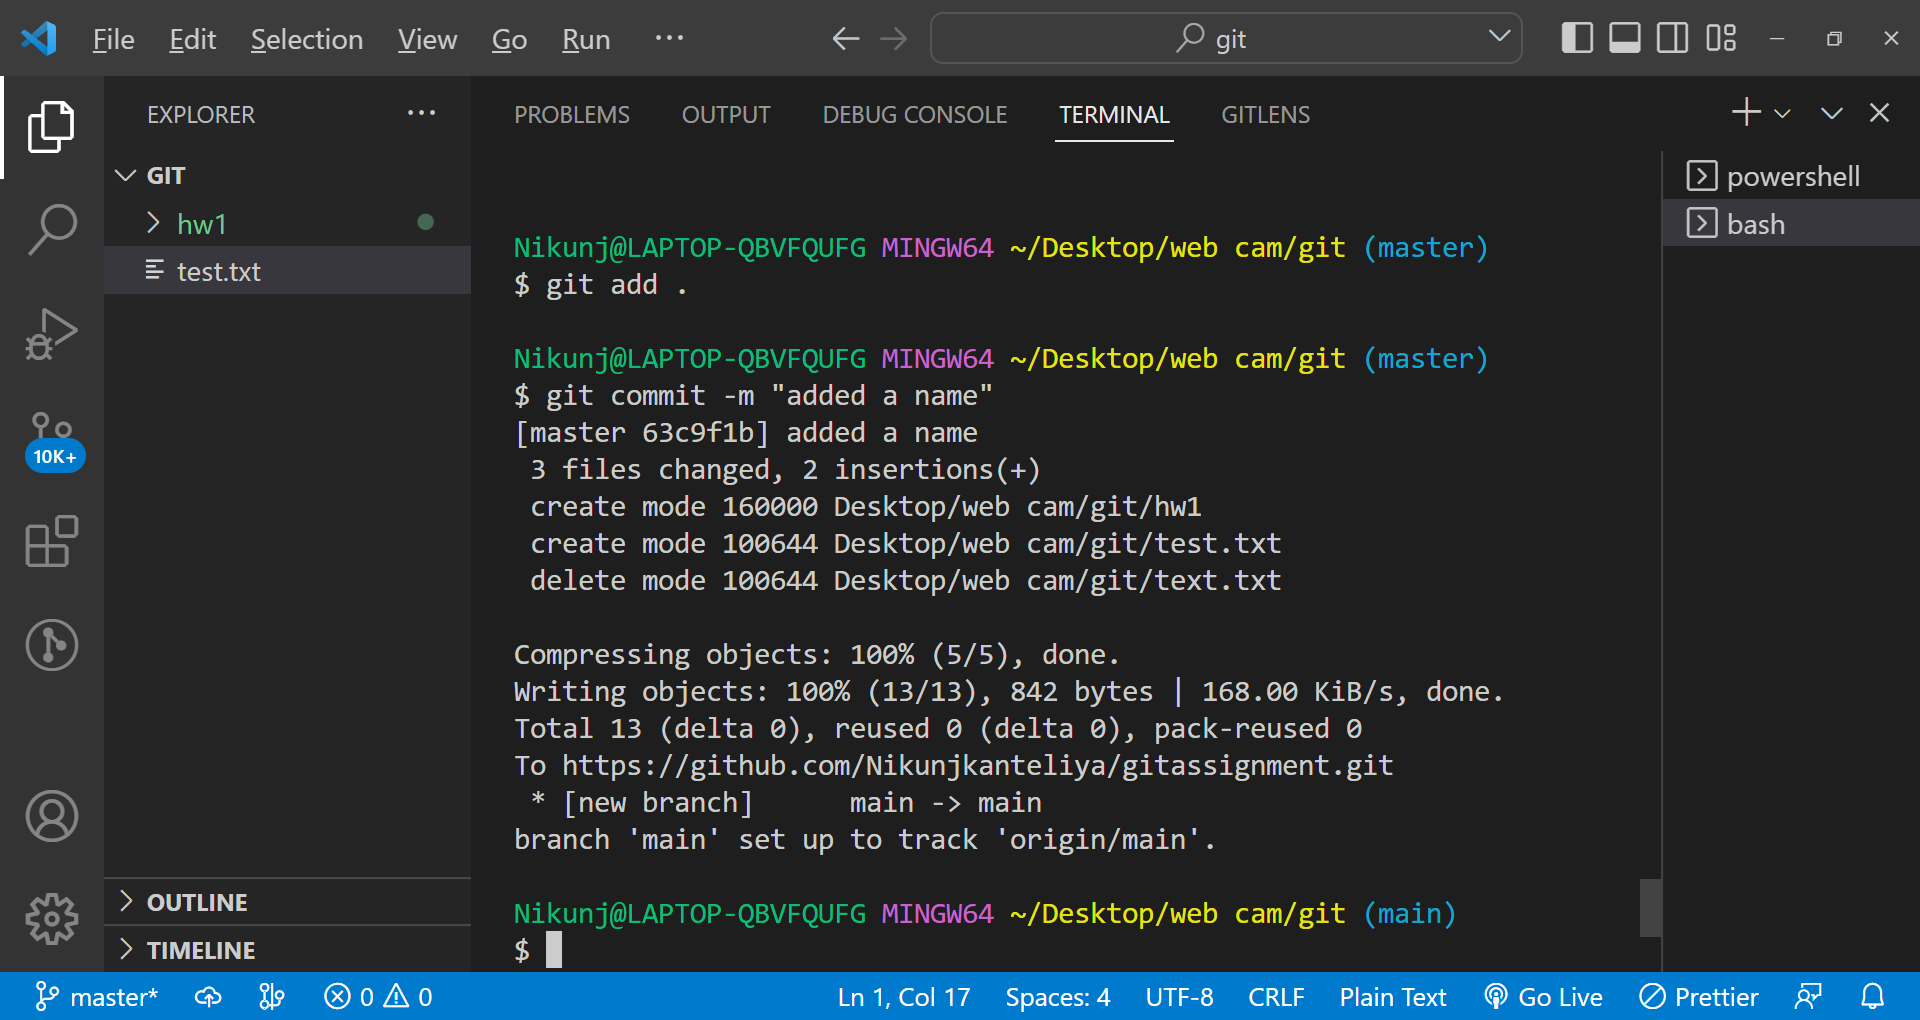 File Edit Selection View Go Run ···
git
EXPLORER ···
GIT
hw1
test.txt
10K+
OUTLINE
TIMELINE
PROBLEMS OUTPUT DEBUG CONSOLE TERMINAL GITLENS
powershell
bash
Nikunj@LAPTOP-QBVFQUFG MINGW64 ~/Desktop/web cam/git (master)
$ git add .
Nikunj@LAPTOP-QBVFQUFG MINGW64 ~/Desktop/web cam/git (master)
$ git commit -m "added a name"
[master 63c9f1b] added a name
 3 files changed, 2 insertions(+)
 create mode 160000 Desktop/web cam/git/hw1
 create mode 100644 Desktop/web cam/git/test.txt
 delete mode 100644 Desktop/web cam/git/text.txt
Compressing objects: 100% (5/5), done.
Writing objects: 100% (13/13), 842 bytes | 168.00 KiB/s, done.
Total 13 (delta 0), reused 0 (delta 0), pack-reused 0
To https://github.com/Nikunjkanteliya/gitassignment.git
 * [new branch]      main -> main
branch 'main' set up to track 'origin/main'.
Nikunj@LAPTOP-QBVFQUFG MINGW64 ~/Desktop/web cam/git (main)
$
master* 0 0 Ln 1, Col 17 Spaces: 4 UTF-8 CRLF Plain Text Go Live Prettier